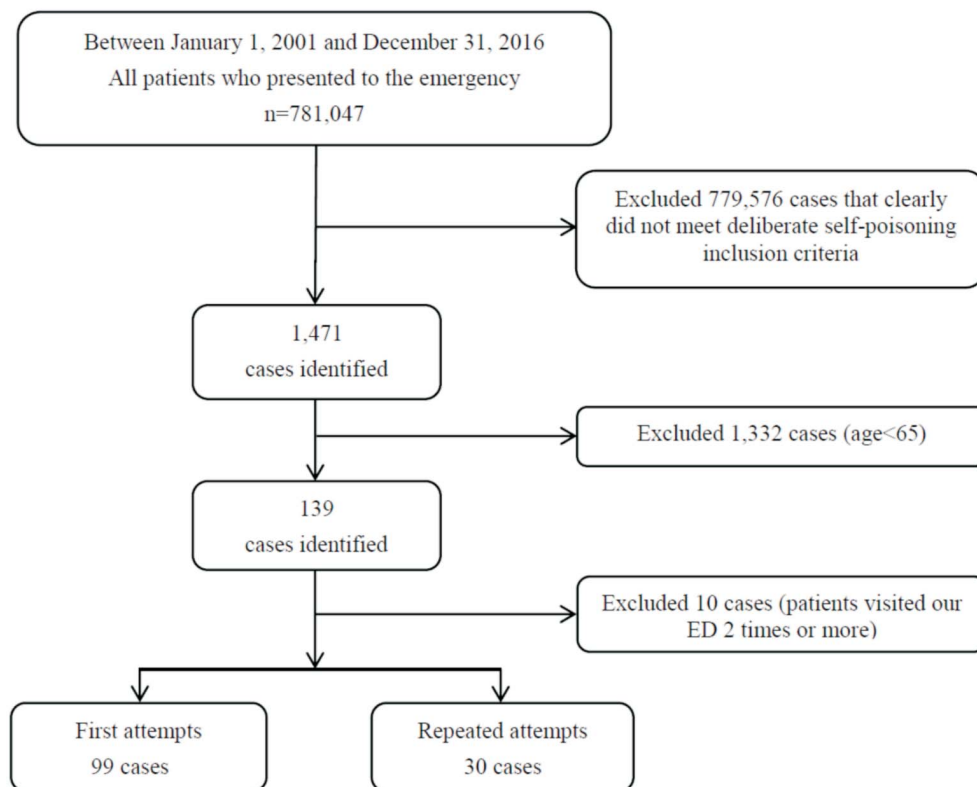 Between January 1, 2001 and December 31, 2016
All patients who presented to the emergency
n=781,047
Excluded 779,576 cases that clearly
did not meet deliberate self-poisoning
inclusion criteria
1,471
cases identified
Excluded 1,332 cases (age<65)
139
cases identified
Excluded 10 cases (patients visited our
ED 2 times or more)
First attempts
99 cases
Repeated attempts
30 cases